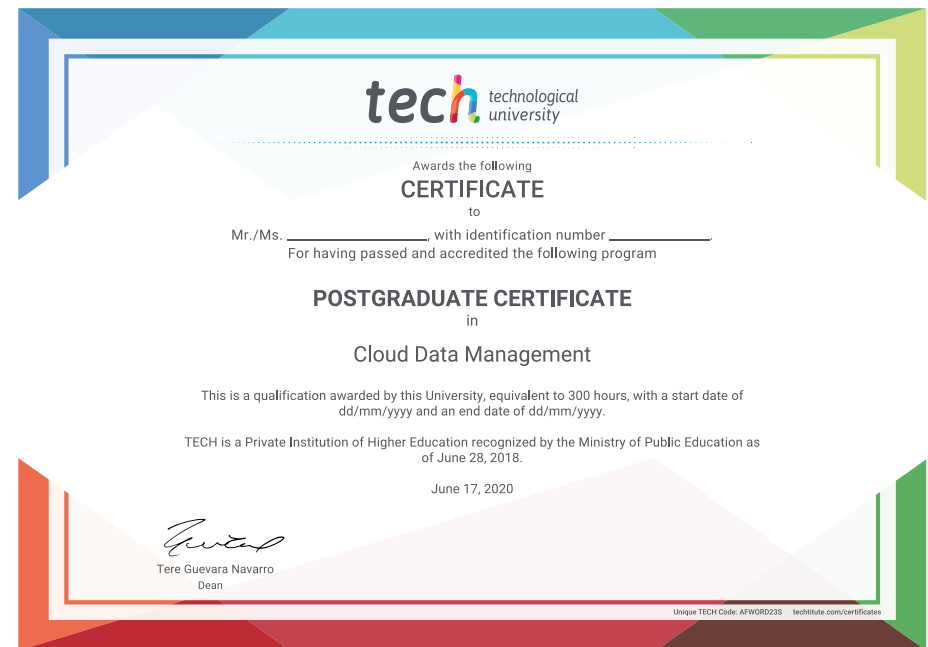 tech technological
university
Awards the following
CERTIFICATE
to
Mr./Ms. ____________, with identification number ____________.
For having passed and accredited the following program
POSTGRADUATE CERTIFICATE
in
Cloud Data Management
This is a qualification awarded by this University, equivalent to 300 hours, with a start date of
dd/mm/yyyy and an end date of dd/mm/yyyy.
TECH is a Private Institution of Higher Education recognized by the Ministry of Public Education as
of June 28, 2018.
June 17, 2020
Tere Guevara Navarro
Dean
Unique TECH Code: AFWORD23S techtitute.com/certificates